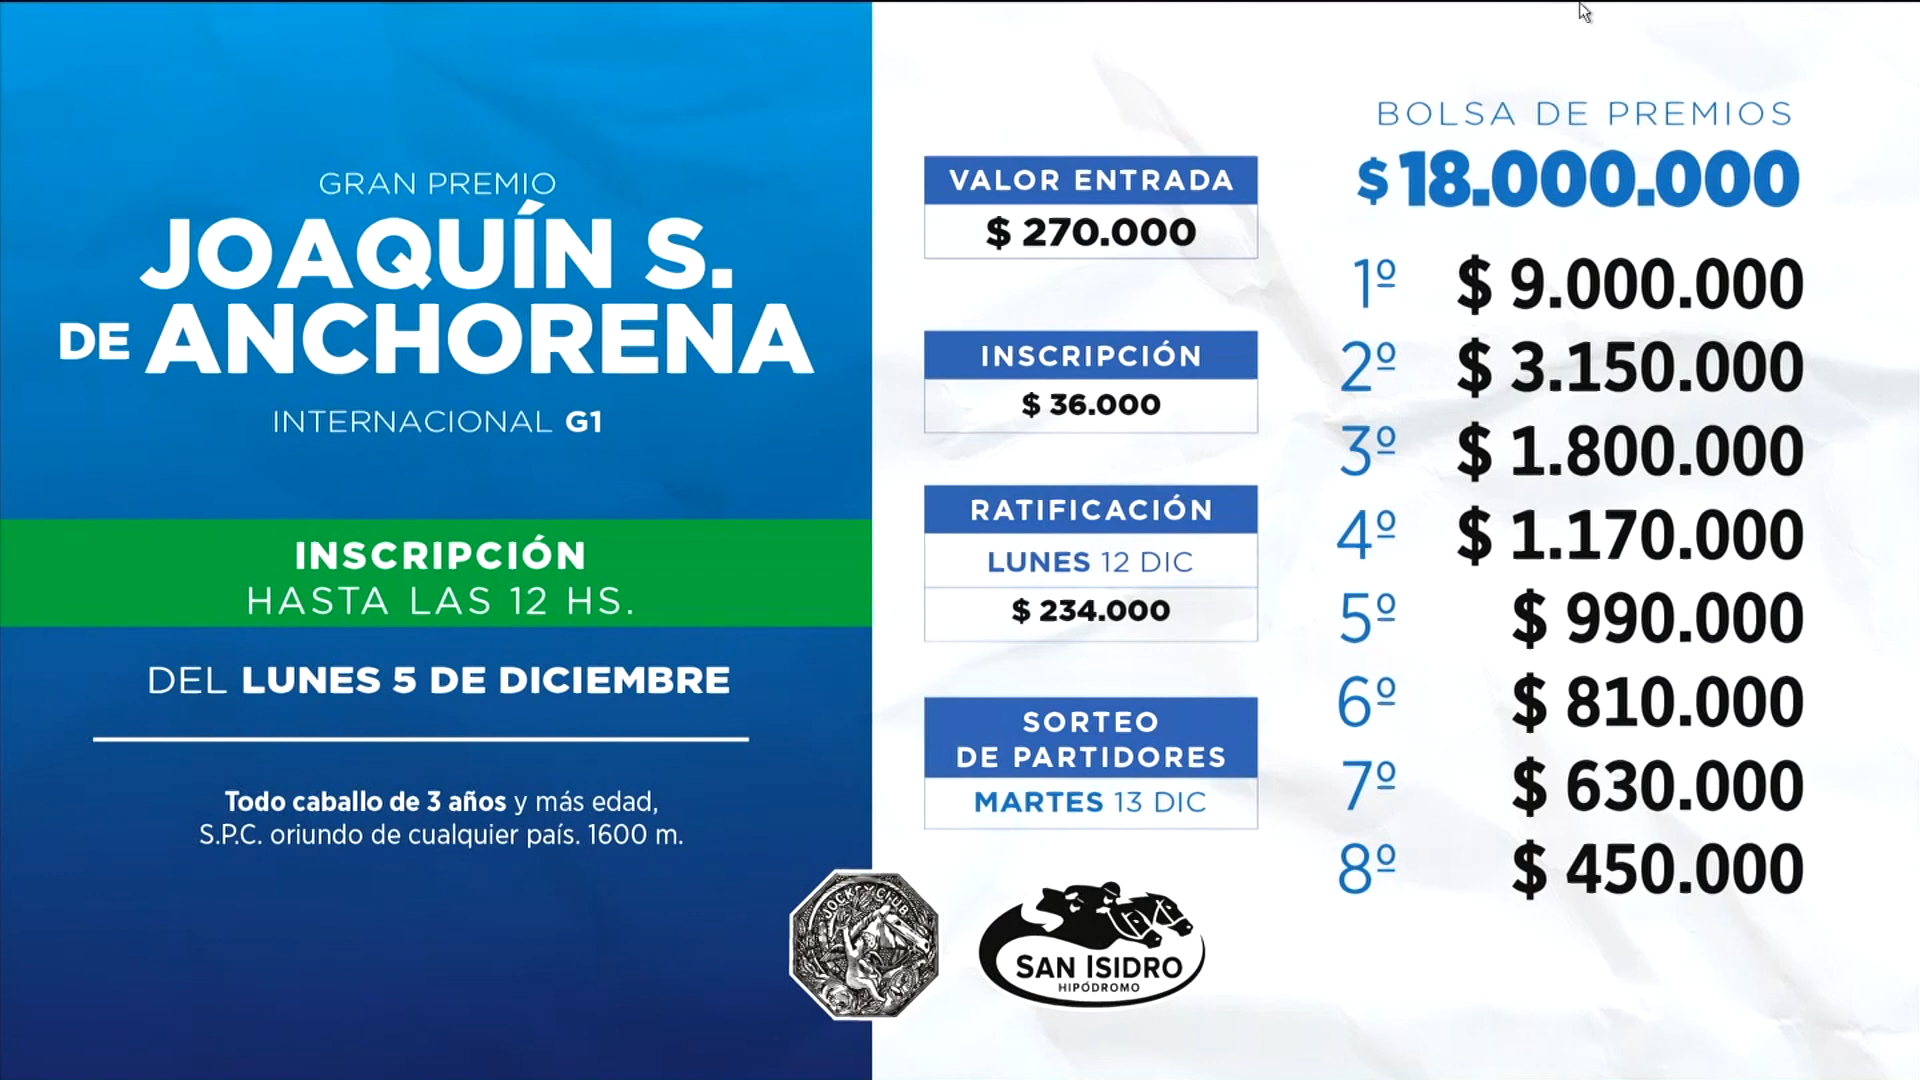 GRAN PREMIO
JOAQUÍN S.
DE ANCHORENA
INTERNACIONAL G1
INSCRIPCIÓN
HASTA LAS 12 HS.
DEL LUNES 5 DE DICIEMBRE
Todo caballo de 3 años y más edad,
S.P.C. oriundo de cualquier país. 1600 m.
VALOR ENTRADA
$ 270.000
INSCRIPCIÓN
$ 36.000
RATIFICACIÓN
LUNES 12 DIC
$ 234.000
SORTEO
DE PARTIDORES
MARTES 13 DIC
JOCKEY CLUB
SAN ISIDRO
HIPÓDROMO
BOLSA DE PREMIOS
$ 18.000.000
1º $ 9.000.000
2º $ 3.150.000
3º $ 1.800.000
4º $ 1.170.000
5º $ 990.000
6º $ 810.000
7º $ 630.000
8º $ 450.000